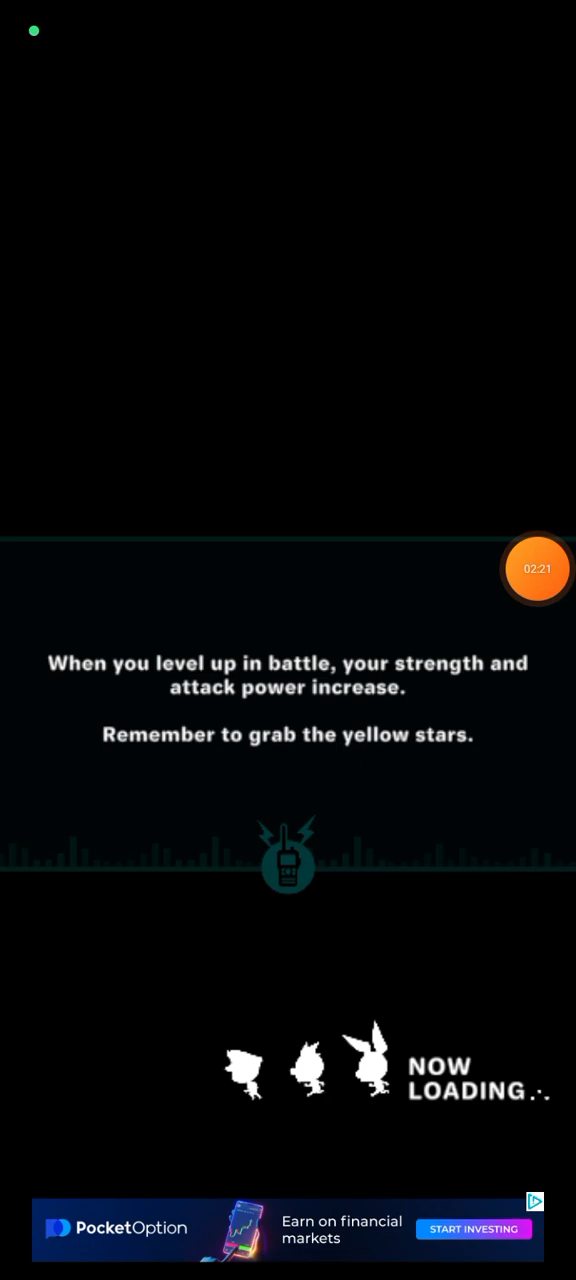 02:21
When you level up in battle, your strength and
attack power increase.
Remember to grab the yellow stars.
NOW
LOADING...
PocketOption
Earn on financial
markets
START INVESTING